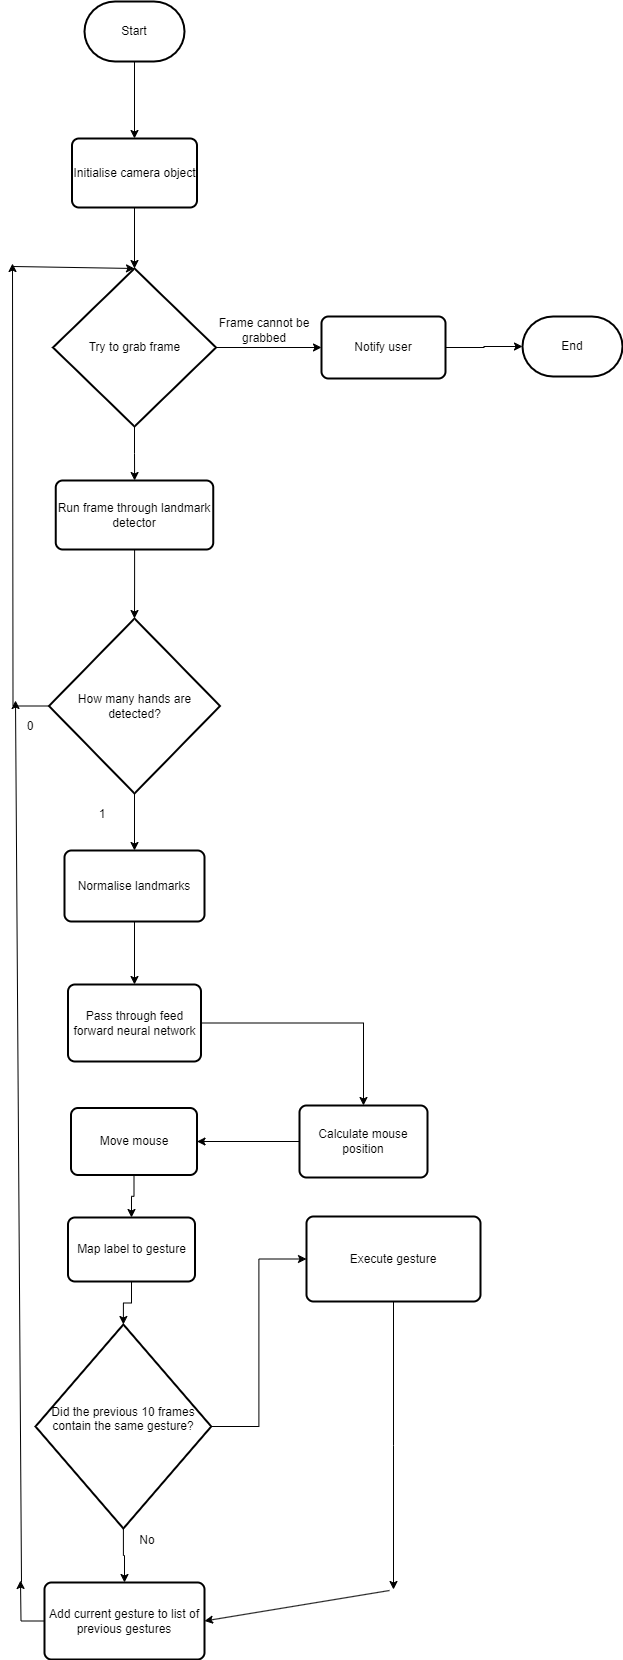 Start
Initialise camera object
Try to grab frame
Frame cannot be
grabbed
Notify user
End
Run frame through landmark
detector
How many hands are
detected?
0
1
Normalise landmarks
Pass through feed
forward neural network
Calculate mouse
position
Move mouse
Map label to gesture
Execute gesture
Did the previous 10 frames
contain the same gesture?
No
Add current gesture to list of
previous gestures